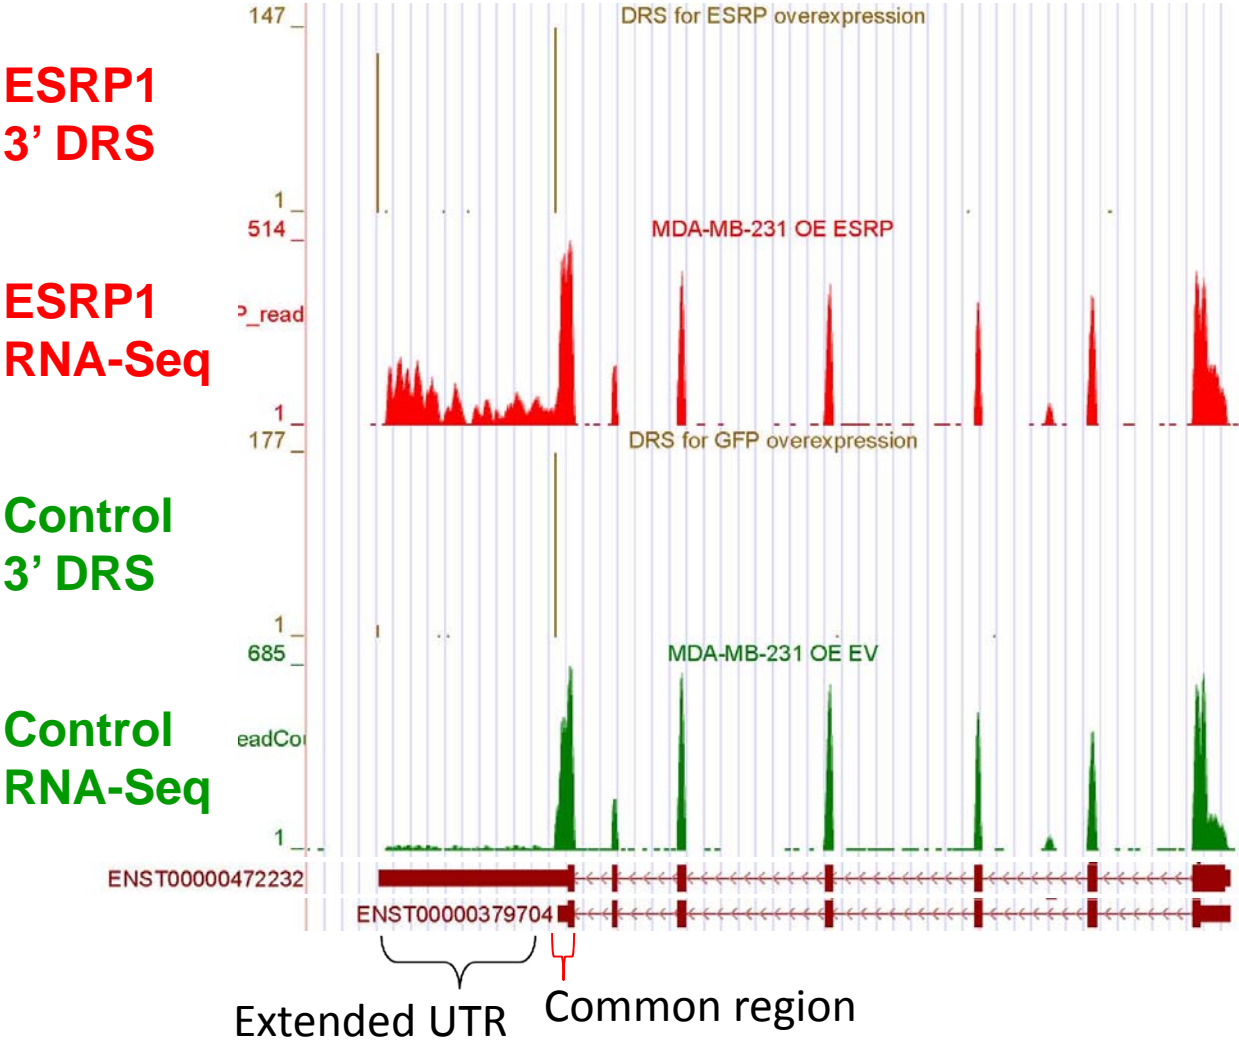 147
DRS for ESRP overexpression
ESRP1
3’ DRS
1
514
MDA-MB-231 OE ESRP
ESRP1
RNA-Seq
P_read
1
177
DRS for GFP overexpression
Control
3’ DRS
1
685
MDA-MB-231 OE EV
Control
RNA-Seq
eadCou
1
ENST00000472232
ENST00000379704
Extended UTR
Common region